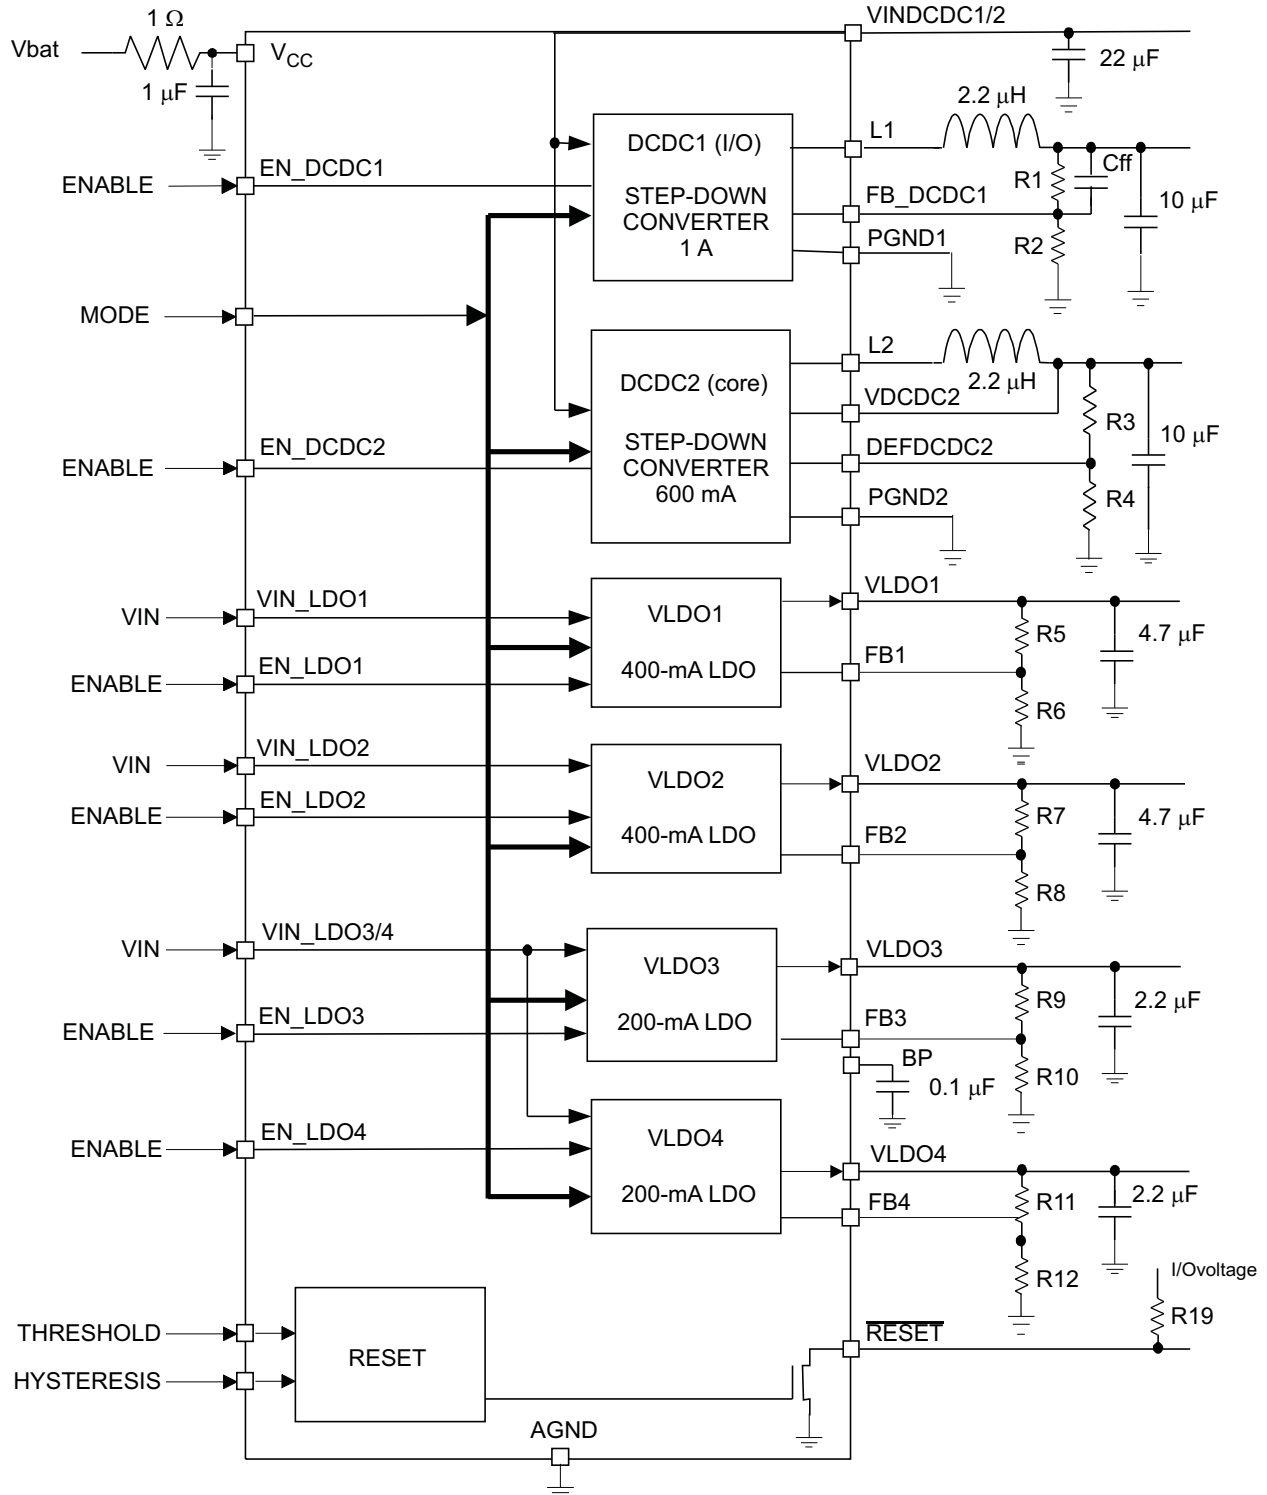 1 Ω
VINDCDC1/2
Vbat
VCC
22 μF
1 μF
2.2 μH
DCDC1 (I/O)
L1
Cff
ENABLE
EN_DCDC1
R1
STEP-DOWN
CONVERTER
1 A
FB_DCDC1
10 μF
PGND1
R2
MODE
L2
2.2 μH
DCDC2 (core)
VDCDC2
R3
10 μF
ENABLE
EN_DCDC2
STEP-DOWN
CONVERTER
600 mA
DEFDCDC2
PGND2
R4
VIN
VIN_LDO1
VLDO1
VLDO1
R5
4.7 μF
ENABLE
EN_LDO1
400-mA LDO
FB1
R6
VIN
VIN_LDO2
VLDO2
VLDO2
ENABLE
EN_LDO2
400-mA LDO
R7
4.7 μF
FB2
R8
VIN
VIN_LDO3/4
VLDO3
VLDO3
R9
2.2 μF
ENABLE
EN_LDO3
200-mA LDO
FB3
BP
0.1 μF
R10
ENABLE
EN_LDO4
VLDO4
VLDO4
200-mA LDO
FB4
R11
2.2 μF
R12
I/Ovoltage
THRESHOLD
RESET
RESET
R19
HYSTERESIS
AGND